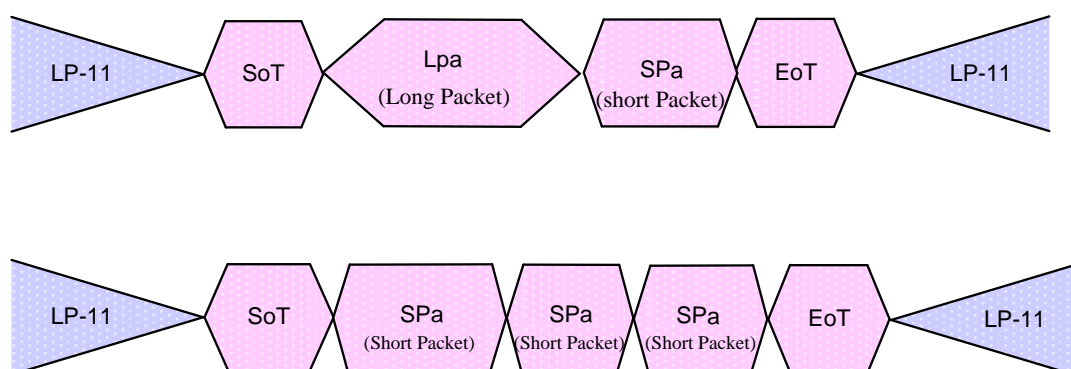 LP-11 SoT Lpa SPa EoT LP-11
(Long Packet) (short Packet)
LP-11 SoT SPa SPa SPa EoT LP-11
(Short Packet) (Short Packet) (Short Packet)